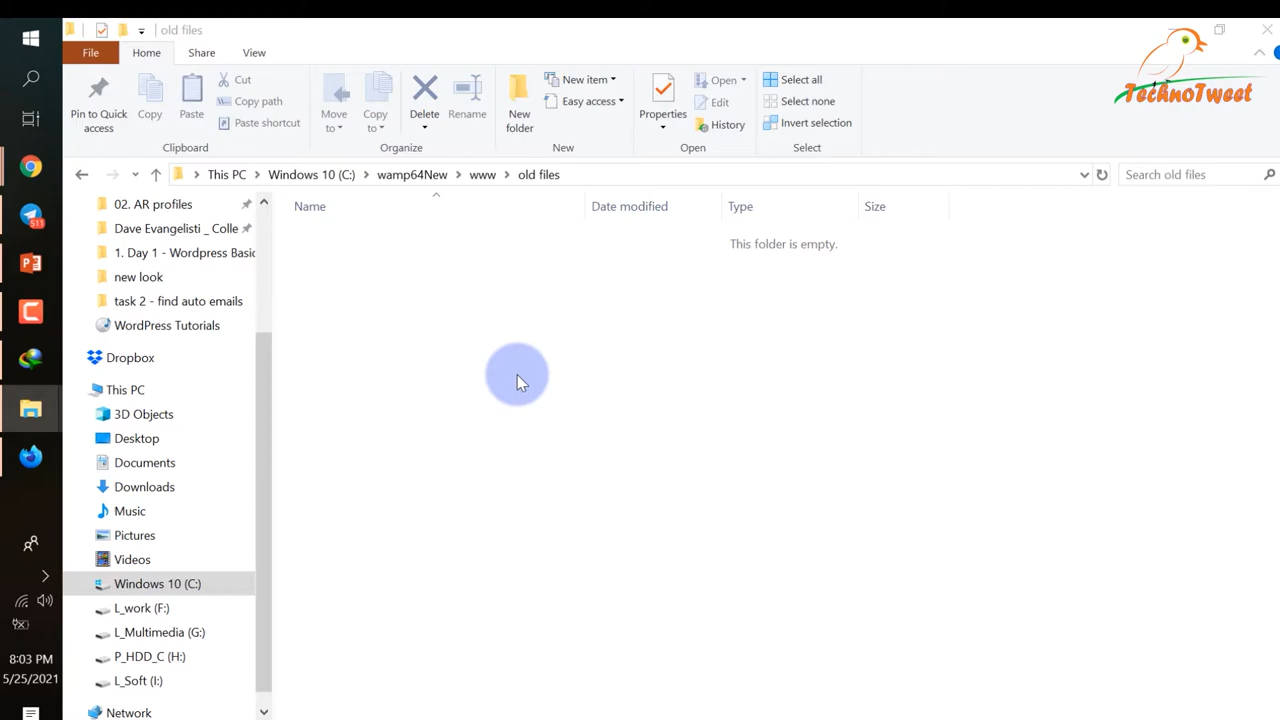 old files
File
Home
Share
View
TechnoTweet
Pin to Quick access
Copy
Paste
Cut
Copy path
Paste shortcut
Clipboard
Move to
Copy to
Delete
Rename
Organize
New folder
New item
Easy access
New
Properties
Open
Edit
History
Open
Select all
Select none
Invert selection
Select
This PC > Windows 10 (C:) > wamp64New > www > old files
Search old files
Name
Date modified
Type
Size
This folder is empty.
02. AR profiles
Dave Evangelisti _ Colle
1. Day 1 - Wordpress Basic
new look
task 2 - find auto emails
WordPress Tutorials
Dropbox
This PC
3D Objects
Desktop
Documents
Downloads
Music
Pictures
Videos
Windows 10 (C:)
L_work (F:)
L_Multimedia (G:)
P_HDD_C (H:)
L_Soft (I:)
Network
8:03 PM
5/25/2021